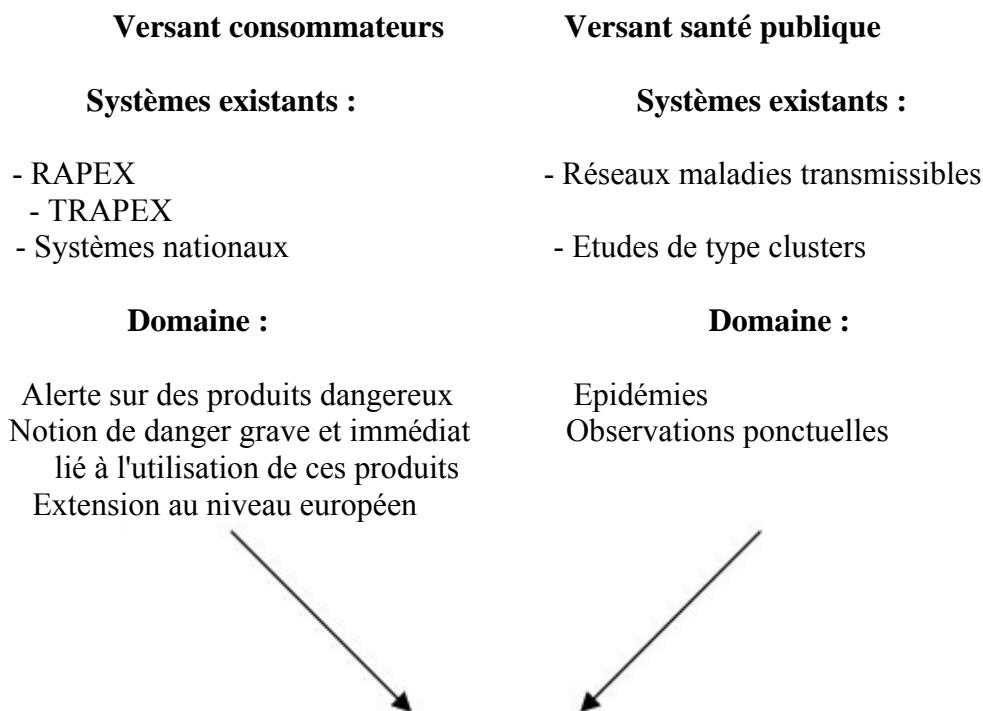 Versant consommateurs
Systèmes existants :
- RAPEX
- TRAPEX
- Systèmes nationaux
Domaine :
Alerte sur des produits dangereux
Notion de danger grave et immédiat
lié à l'utilisation de ces produits
Extension au niveau européen
Versant santé publique
Systèmes existants :
- Réseaux maladies transmissibles
- Etudes de type clusters
Domaine :
Epidémies
Observations ponctuelles